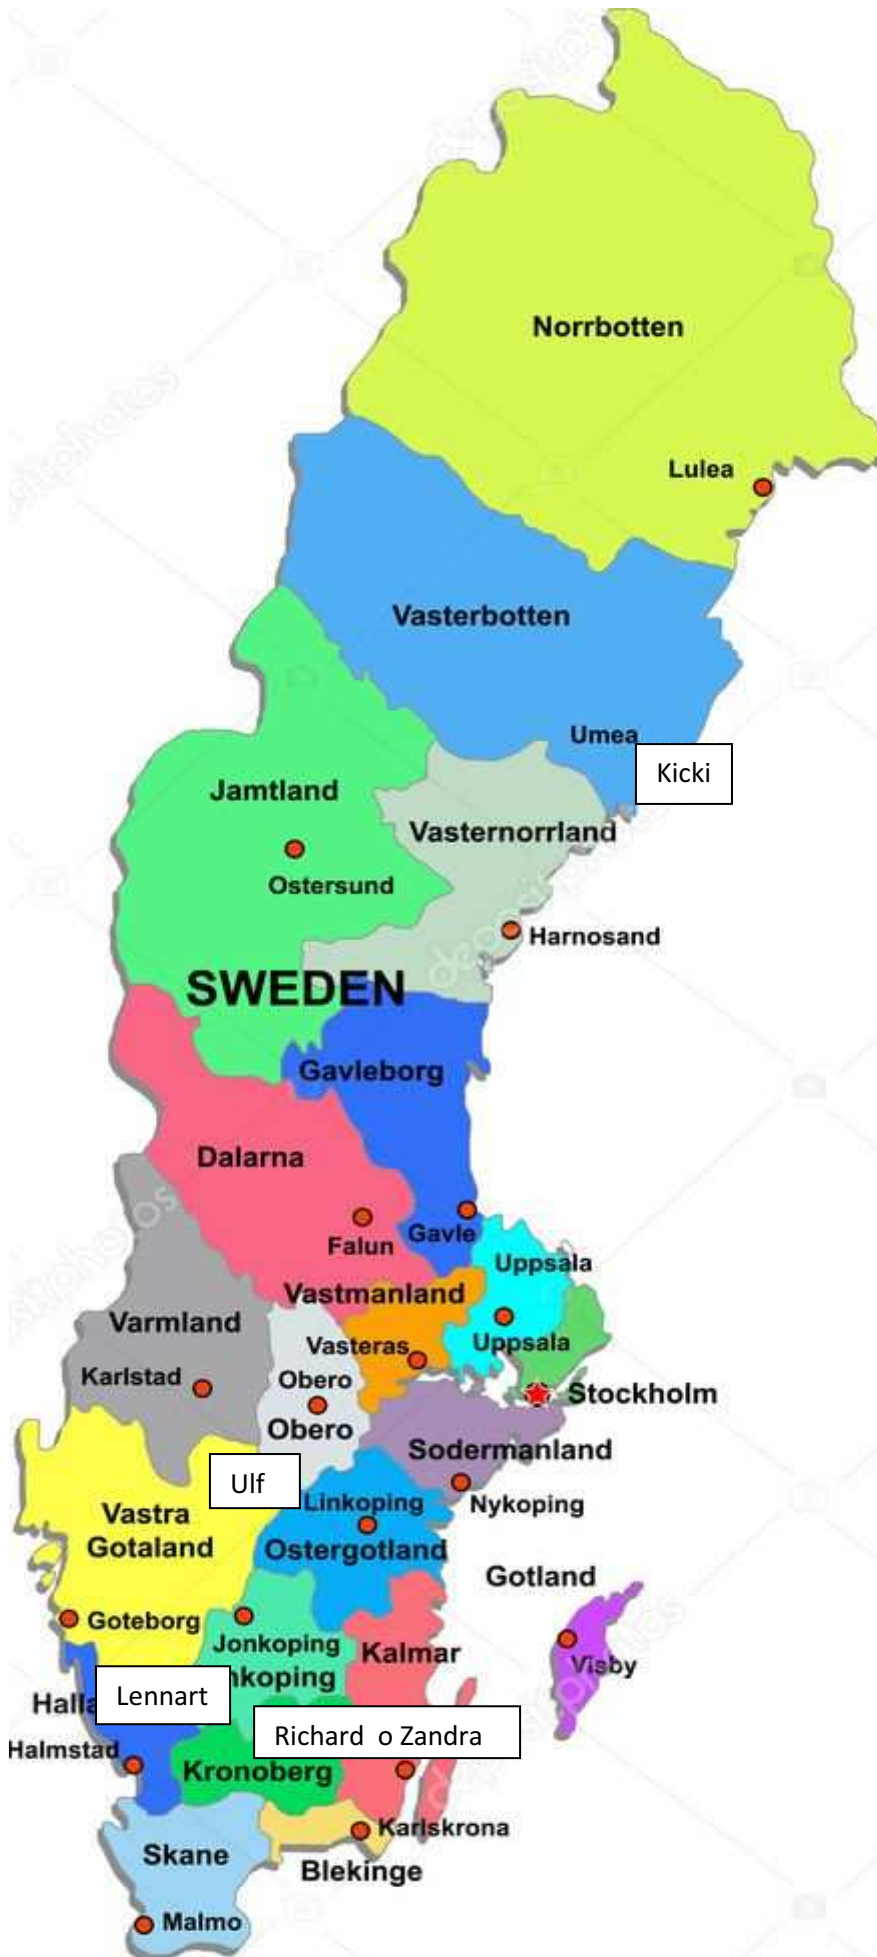 Norrbotten
Lulea
Vasterbotten
Umea
Kicki
Jamtland
Vasternorrland
Ostersund
Harnosand
SWEDEN
Gavleborg
Dalarna
Falun
Gavle
Uppsala
Vastmanland
Uppsala
Varmland
Vasteras
Karlstad
Obero
Stockholm
Obero
Sodermanland
Ulf
Linkoping
Nykoping
Vastra
Gotaland
Ostergotland
Gotland
Goteborg
Jonkoping
Kalmar
Visby
nkoping
Halla
Lennart
Richard o Zandra
Halmstad
Kronoberg
Karlskrona
Skane
Blekinge
Malmo
depositphotos